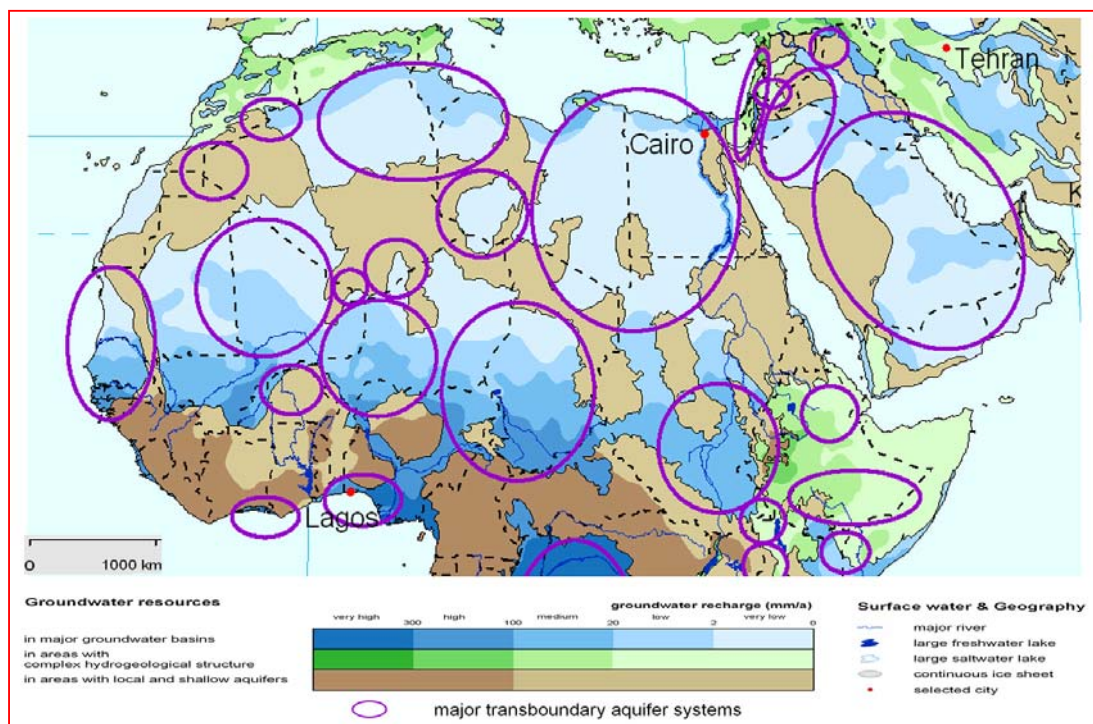 Tehran
Cairo
K
Lagos
0 1000 km
Groundwater resources
groundwater recharge (mm/a)
very high 300 high 100 medium 20 low 2 very low 0
in major groundwater basins
in areas with
complex hydrogeological structure
in areas with local and shallow aquifers
major transboundary aquifer systems
Surface water & Geography
major river
large freshwater lake
large saltwater lake
continuous ice sheet
selected city